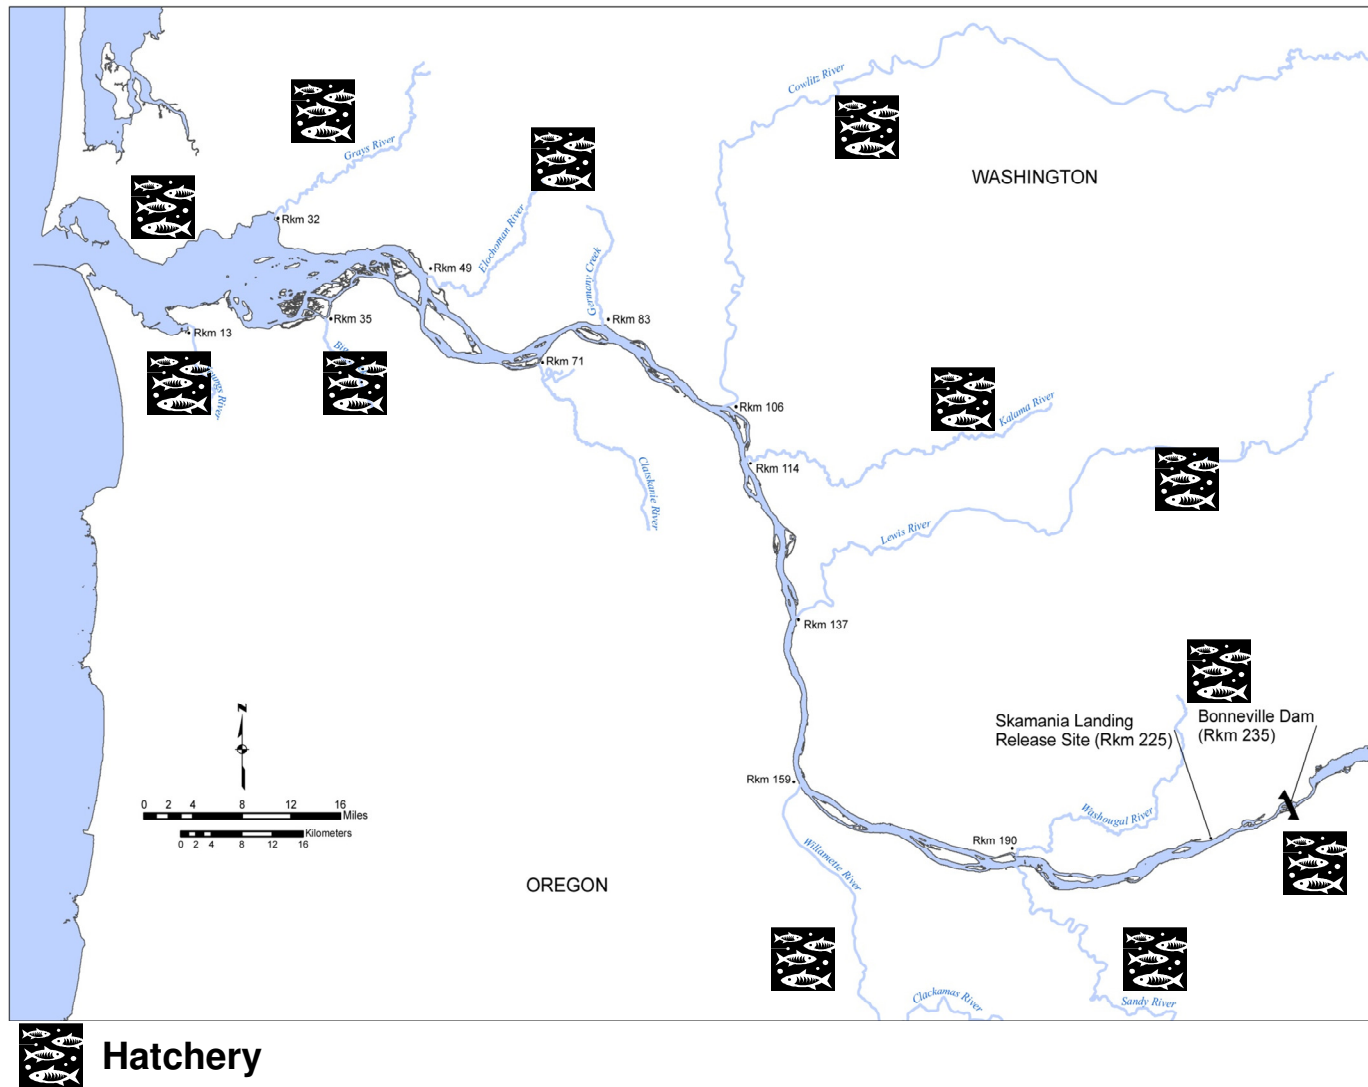 Cowlitz River
Grays River
WASHINGTON
Rkm 32
Elochoman River
Rkm 49
Germany Creek
Rkm 35
Rkm 83
Rkm 13
Rkm 71
Rkm 106
Kalama River
Rkm 114
Clatskanie River
Lewis River
Rkm 137
Skamania Landing
Release Site (Rkm 225)
Bonneville Dam
(Rkm 235)
N
Rkm 159
0 2 4 8 12 16
Miles
Kilometers
0 2 4 8 12 16
Washougul River
Rkm 190
Willamette River
OREGON
Clackamas River
Sandy River
Hatchery